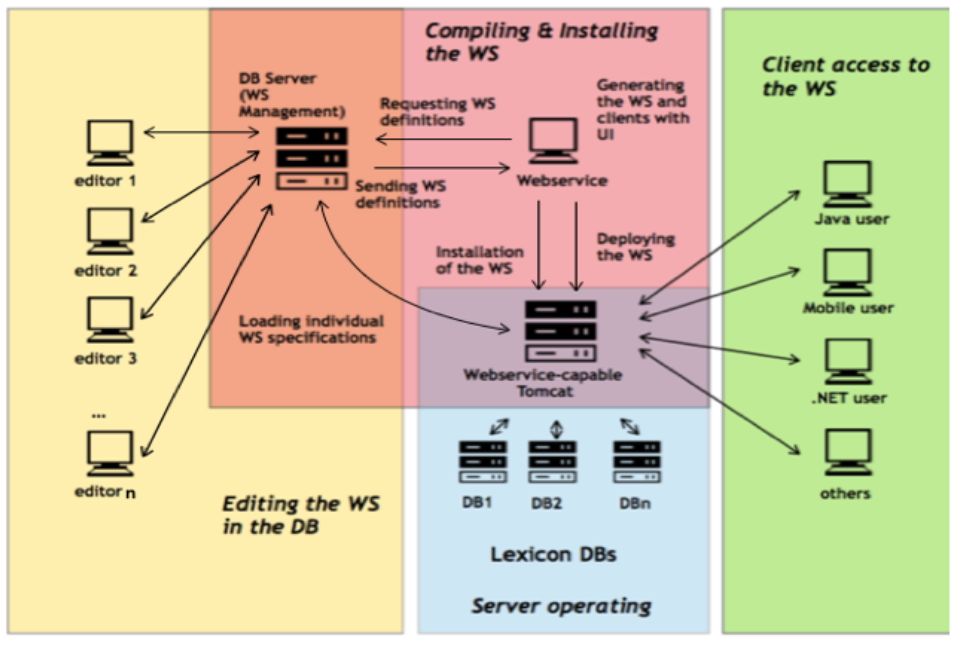 Compiling & Installing
the WS
Client access to
the WS
DB Server
(WS
Management)
Requesting WS
definitions
Generating
the WS and
clients with
UI
editor 1
Sending WS
definitions
Webservice
Java user
editor 2
Installation
of the WS
Deploying
the WS
Mobile user
editor 3
Loading individual
WS specifications
Webservice-capable
Tomcat
.NET user
...
editor n
DB1
DB2
DBn
others
Editing the WS
in the DB
Lexicon DBs
Server operating